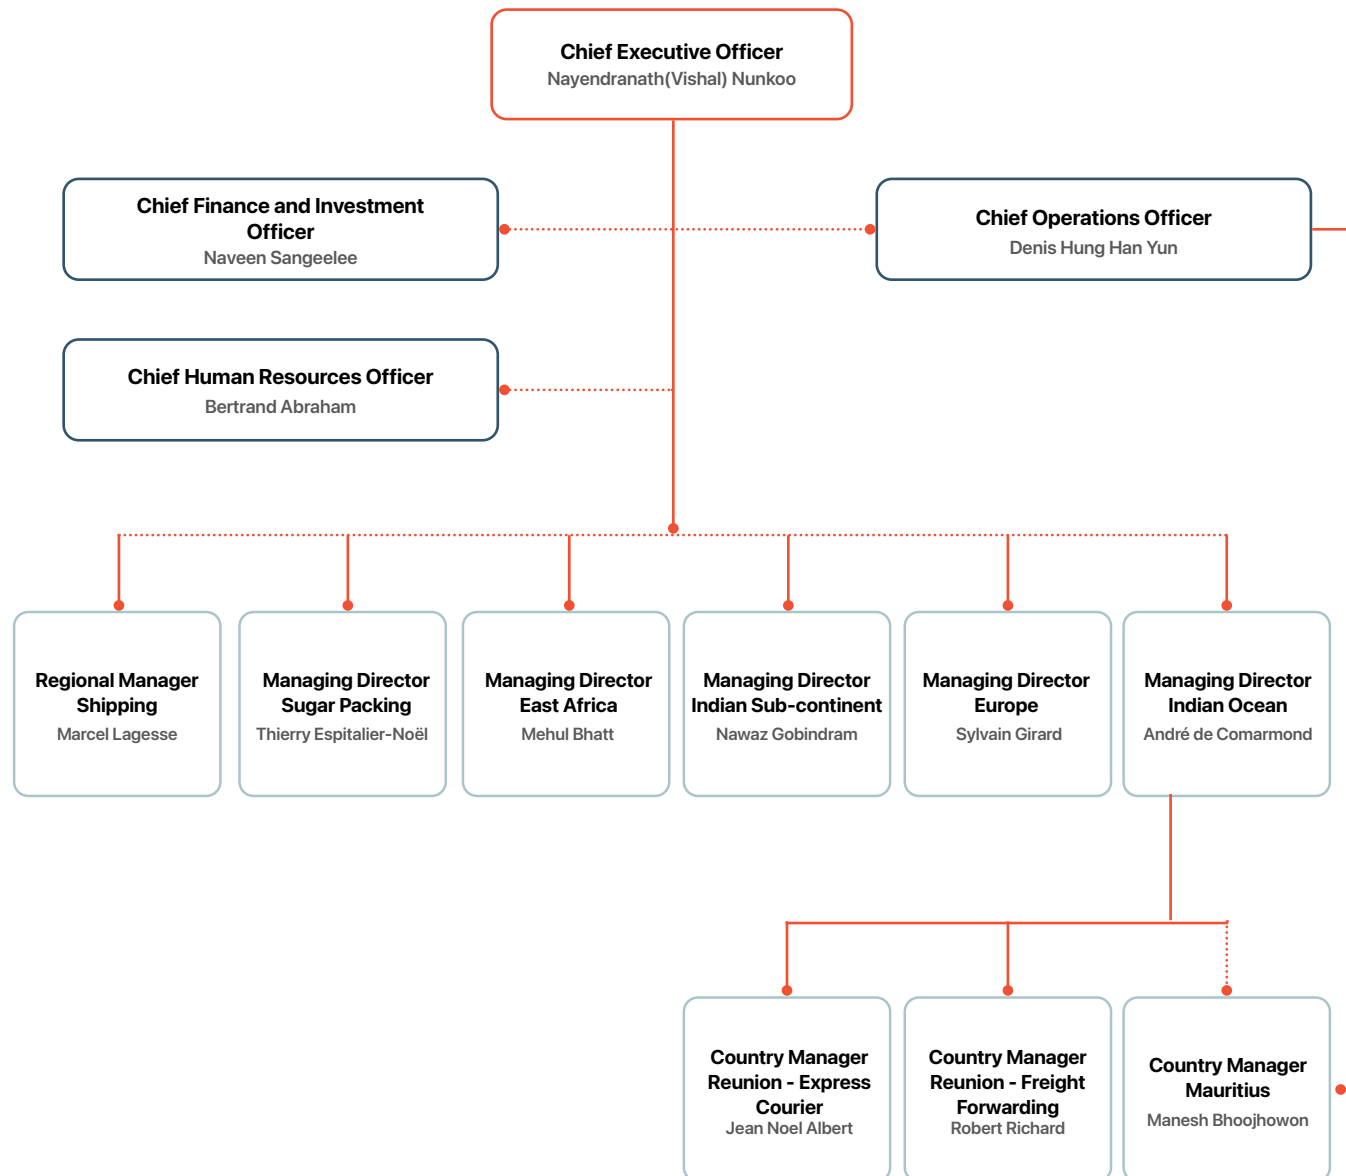 Chief Executive Officer
Nayendranath(Vishal) Nunkoo
Chief Finance and Investment
Officer
Naveen Sangeelee
Chief Operations Officer
Denis Hung Han Yun
Chief Human Resources Officer
Bertrand Abraham
Regional Manager
Shipping
Marcel Lagesse
Managing Director
Sugar Packing
Thierry Espitalier-Noël
Managing Director
East Africa
Mehul Bhatt
Managing Director
Indian Sub-continent
Nawaz Gobindram
Managing Director
Europe
Sylvain Girard
Managing Director
Indian Ocean
André de Comarmond
Country Manager
Reunion - Express
Courier
Jean Noel Albert
Country Manager
Reunion - Freight
Forwarding
Robert Richard
Country Manager
Mauritius
Manesh Bhoojhowon